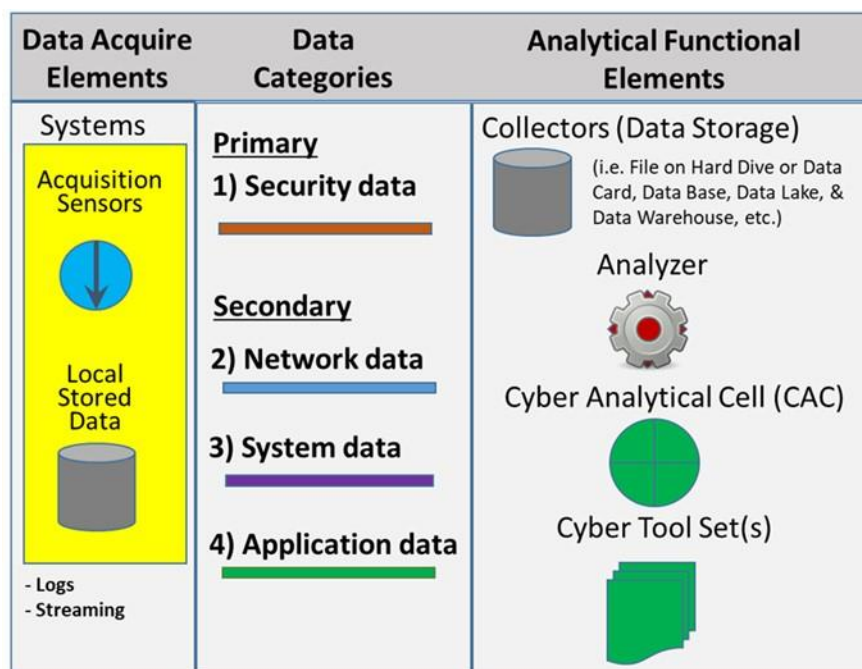 Data Acquire
Elements
Data
Categories
Analytical Functional
Elements
Systems
Acquisition
Sensors
Local
Stored
Data
- Logs
- Streaming
Primary
1) Security data
Secondary
2) Network data
3) System data
4) Application data
Collectors (Data Storage)
(i.e. File on Hard Dive or Data
Card, Data Base, Data Lake, &
Data Warehouse, etc.)
Analyzer
Cyber Analytical Cell (CAC)
Cyber Tool Set(s)